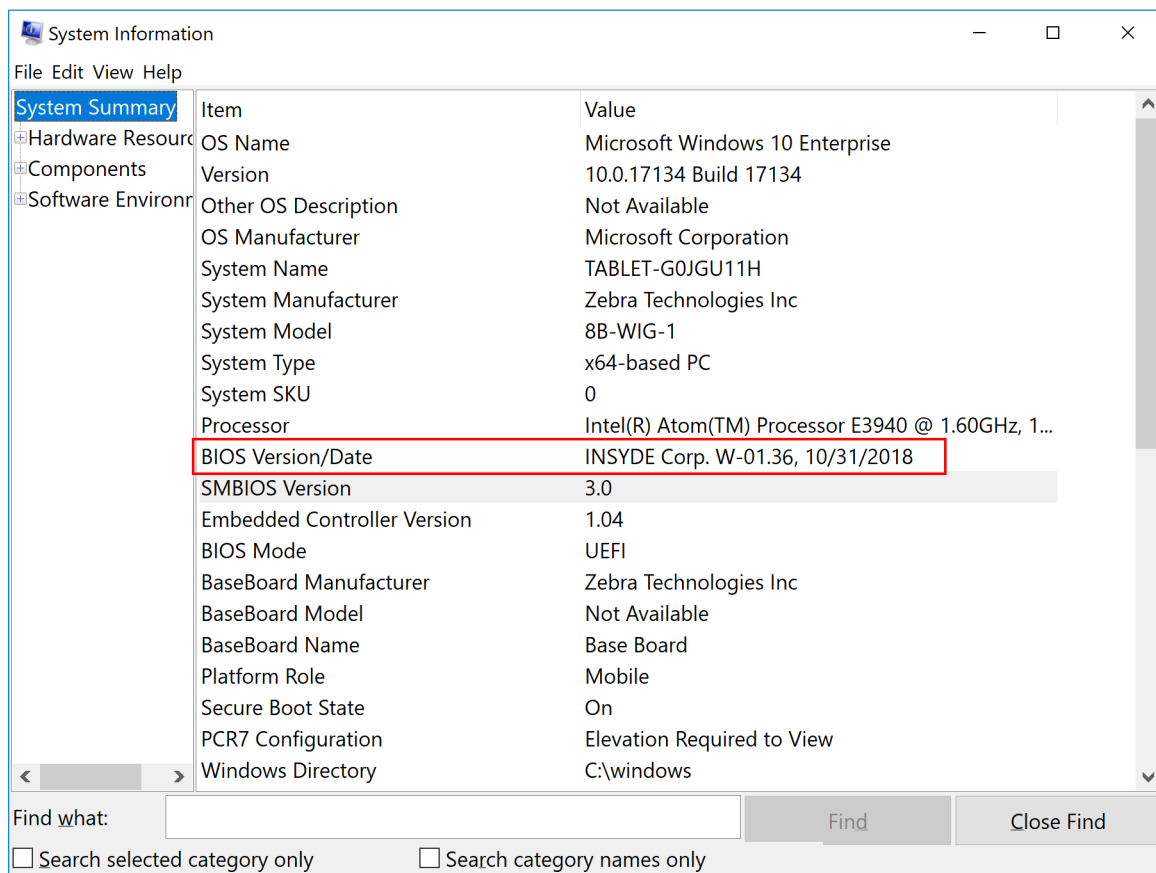 System Information
File Edit View Help
System Summary
Hardware Resourc
Components
Software Environr
Item Value
OS Name Microsoft Windows 10 Enterprise
Version 10.0.17134 Build 17134
Other OS Description Not Available
OS Manufacturer Microsoft Corporation
System Name TABLET-G0JGU11H
System Manufacturer Zebra Technologies Inc
System Model 8B-WIG-1
System Type x64-based PC
System SKU 0
Processor Intel(R) Atom(TM) Processor E3940 @ 1.60GHz, 1...
BIOS Version/Date INSYDE Corp. W-01.36, 10/31/2018
SMBIOS Version 3.0
Embedded Controller Version 1.04
BIOS Mode UEFI
BaseBoard Manufacturer Zebra Technologies Inc
BaseBoard Model Not Available
BaseBoard Name Base Board
Platform Role Mobile
Secure Boot State On
PCR7 Configuration Elevation Required to View
Windows Directory C:\windows
Find what: Find Close Find
Search selected category only Search category names only